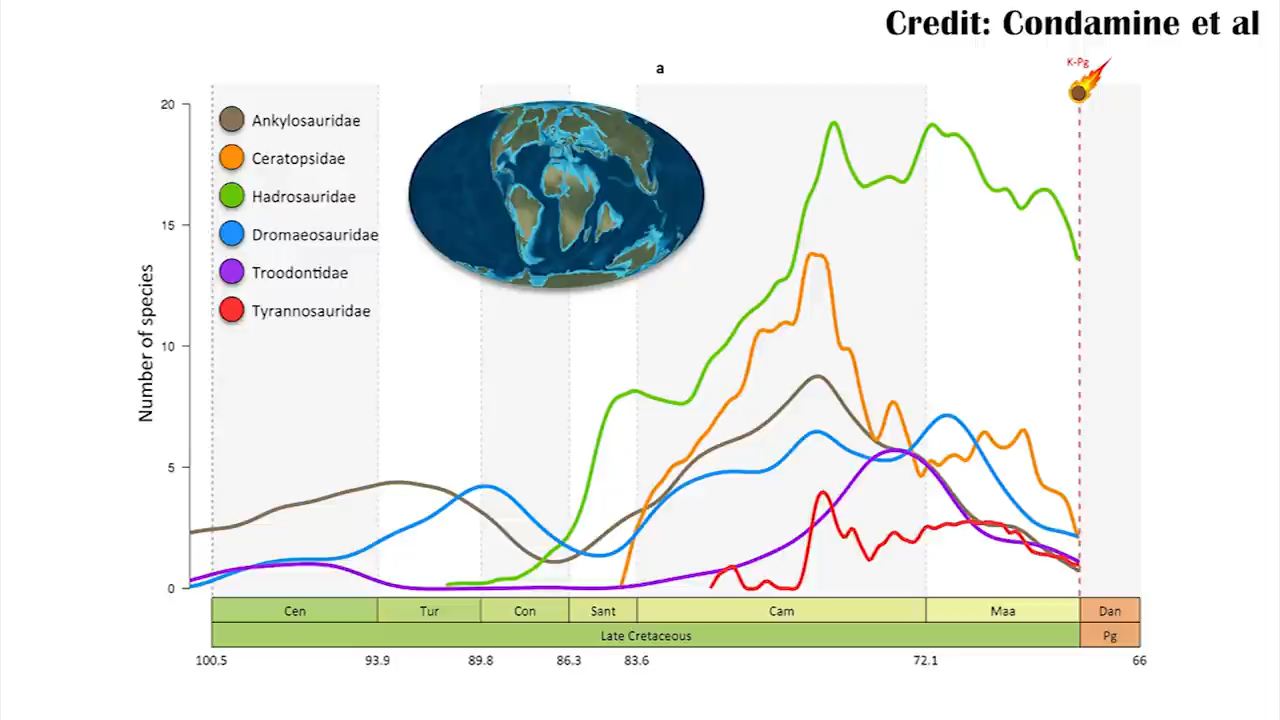 Credit: Condamine et al
a
K-Pg
20
15
10
5
0
Number of species
Ankylosauridae
Ceratopsidae
Hadrosauridae
Dromaeosauridae
Troodontidae
Tyrannosauridae
Cen Tur Con Sant Cam Maa Dan
Late Cretaceous Pg
100.5 93.9 89.8 86.3 83.6 72.1 66